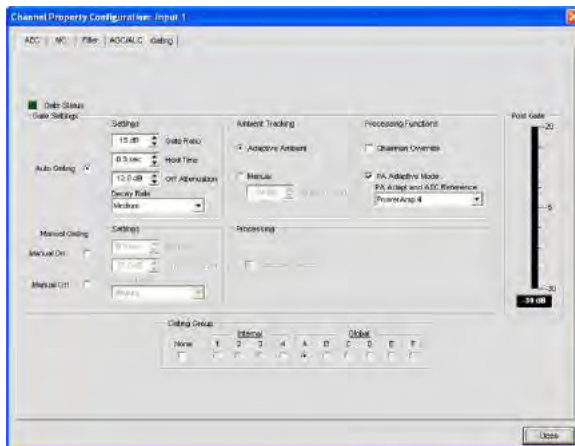 Channel Property Configuration: Input 1
AEC NC Filter AGC/ALC Gating
Gate Status
Gate Settings
Settings
Ambient Tracking
Processing Functions
Post Gate
20
15 dB Gate Ratio
Adaptive Ambient
Chairman Override
Auto Gating
0.3 sec Hold Time
Manual
PA Adaptive Mode
12.0 dB Off Attenuation
PA Adapt and AEC Reference
Decay Rate
PowerAmp 4
Medium
Manual Gating
Settings
Processing
Manual On
Manual Off
-30
-30 dB
Gating Group
Internal Global
None 1 2 3 4 A B C D E F
Close